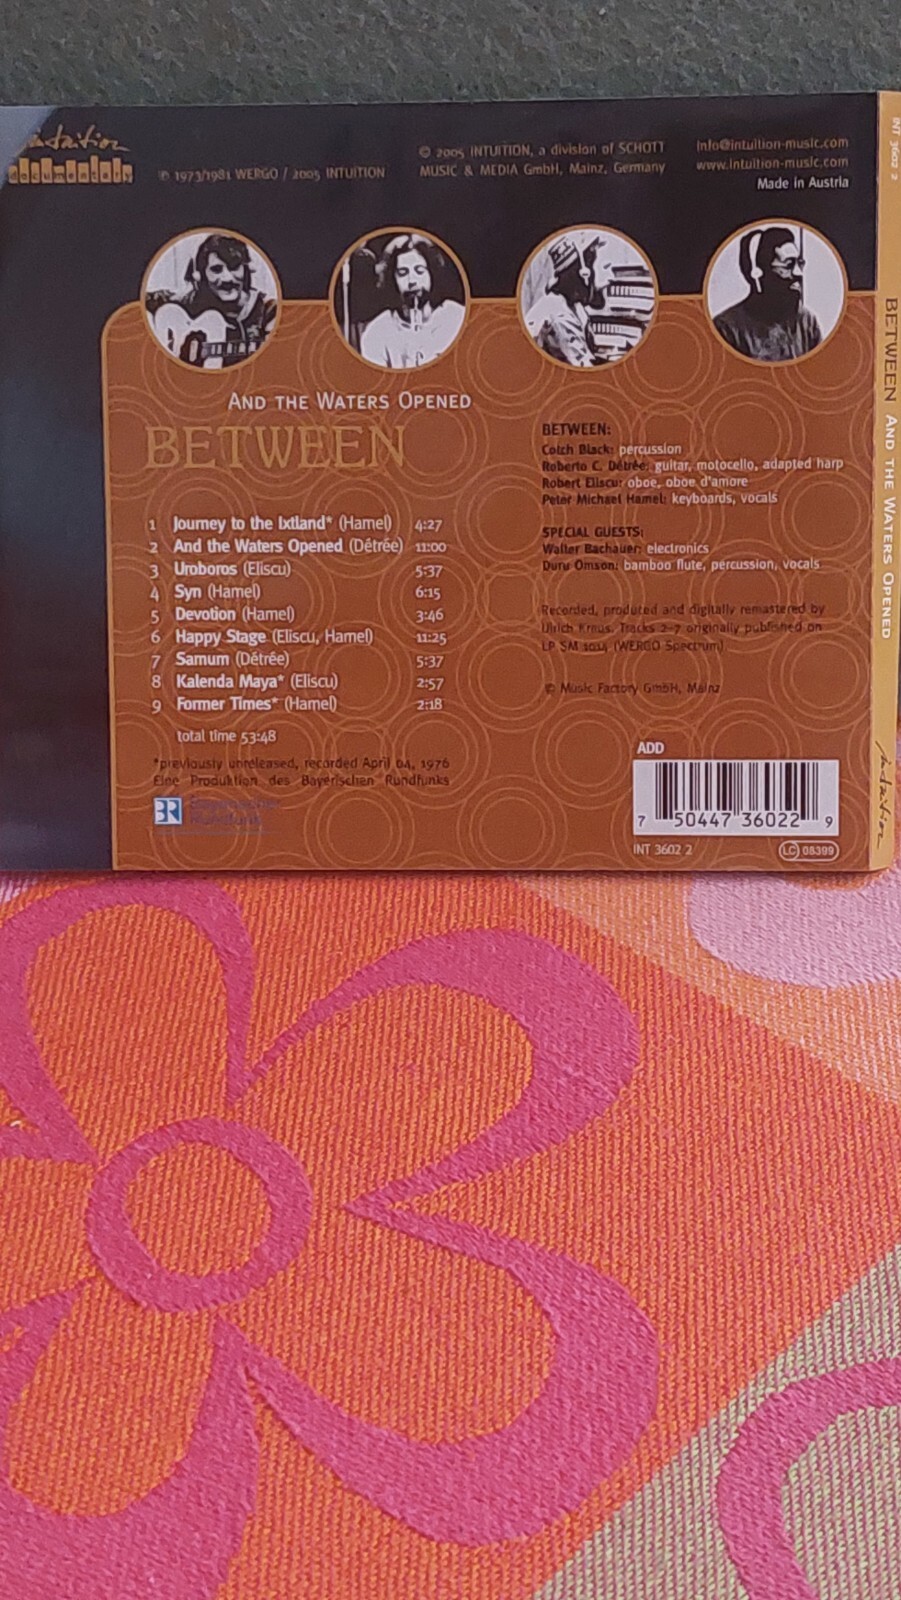 intuition
documentals
℗ 1973/1981 WERGO / 2005 INTUITION
© 2005 INTUITION, a division of SCHOTT
MUSIC & MEDIA GmbH, Mainz, Germany
info@intuition-music.com
www.intuition-music.com
Made in Austria
AND THE WATERS OPENED
BETWEEN
1 Journey to the Ixtland* (Hamel) 4:27
2 And the Waters Opened (Détrée) 11:00
3 Uroboros (Eliscu) 5:37
4 Syn (Hamel) 6:15
5 Devotion (Hamel) 3:46
6 Happy Stage (Eliscu, Hamel) 11:25
7 Samum (Détrée) 5:37
8 Kalenda Maya* (Eliscu) 2:57
9 Former Times* (Hamel) 2:18
total time 53:48
*previously unreleased, recorded April 04, 1976
Eine Produktion des Bayerischen Rundfunks
BR Bayerischer
Rundfunk
BETWEEN:
Cotch Black: percussion
Roberto C. Détrée: guitar, motocello, adapted harp
Robert Eliscu: oboe, oboe d'amore
Peter Michael Hamel: keyboards, vocals
SPECIAL GUESTS:
Walter Bachauer: electronics
Duru Omson: bamboo flute, percussion, vocals
Recorded, produced and digitally remastered by
Ulrich Kraus. Tracks 2-7 originally published on
LP SM 1014 (WERGO Spectrum)
© Music Factory GmbH, Mainz
ADD
7 50447 36022 9
INT 3602 2
LC 08399
INT 3602 2
BETWEEN AND THE WATERS OPENED
intuition